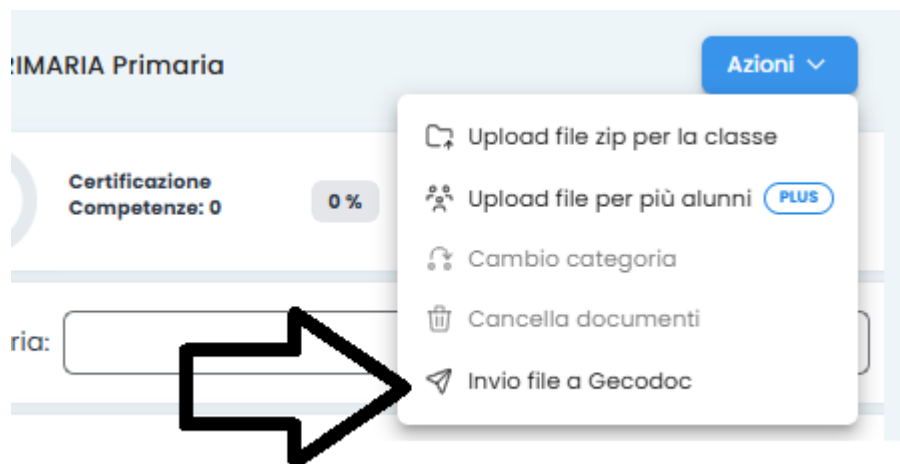 IMARIA Primaria
Azioni
Certificazione
Competenze: 0
0 %
Upload file zip per la classe
Upload file per più alunni PLUS
Cambio categoria
Cancella documenti
ria:
Invio file a Gecodoc